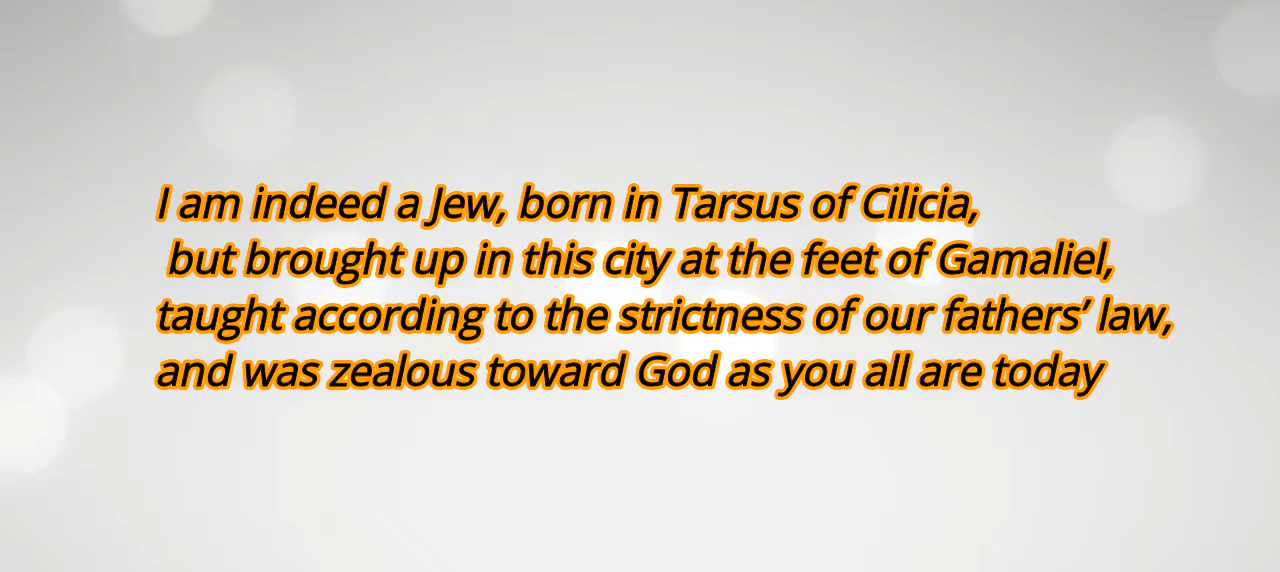 I am indeed a Jew, born in Tarsus of Cilicia,
but brought up in this city at the feet of Gamaliel,
taught according to the strictness of our fathers’ law,
and was zealous toward God as you all are today